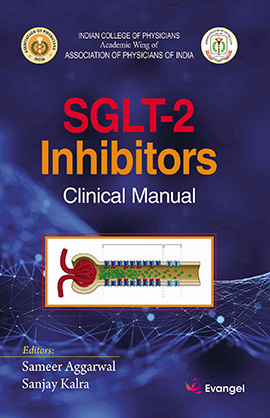 INDIAN COLLEGE OF PHYSICIANS
Academic Wing of
ASSOCIATION OF PHYSICIANS OF INDIA
SGLT-2
Inhibitors
Clinical Manual
Editors:
Sameer Aggarwal
Sanjay Kalra
Evangel